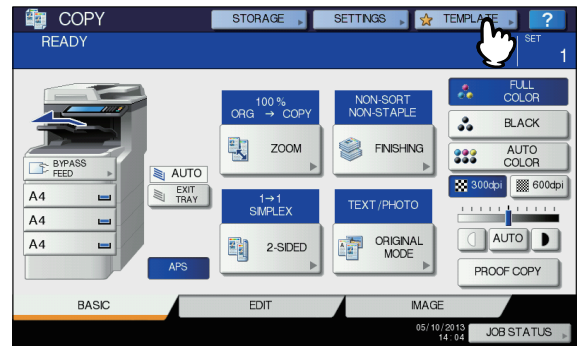 COPY
STORAGE
SETTINGS
TEMPLATE
?
READY
SET
1
100 %
ORG → COPY
ZOOM
NON-SORT
NON-STAPLE
FINISHING
FULL
COLOR
BLACK
AUTO
COLOR
300dpi
600dpi
BYPASS
FEED
A4
A4
A4
AUTO
EXIT
TRAY
APS
1→1
SIMPLEX
2-SIDED
TEXT/PHOTO
ORIGINAL
MODE
AUTO
PROOF COPY
BASIC
EDIT
IMAGE
05/10/2013
14:04
JOB STATUS